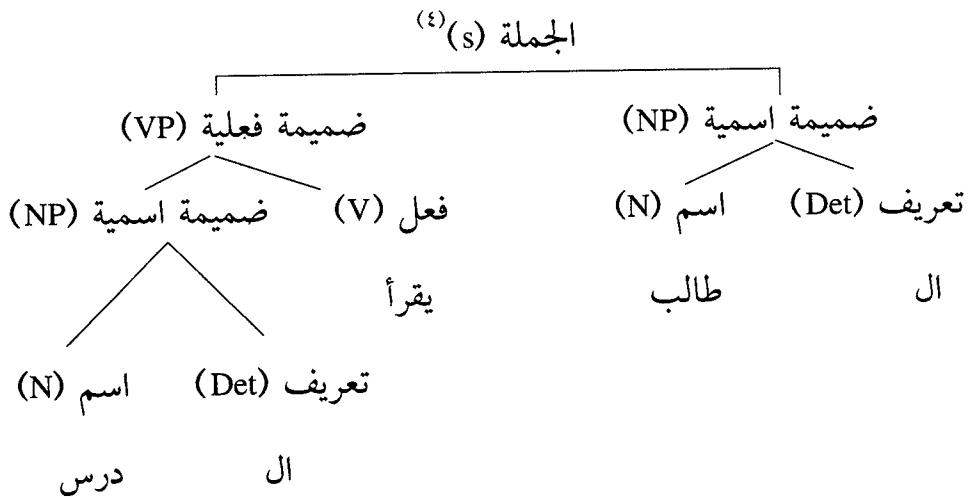 الجملة (s)(٤)
ضميمة اسمية (NP) ضميمة فعلية (VP)
تعريف (Det) اسم (N) فعل (V) ضميمة اسمية (NP)
ال طالب يقرأ
تعريف (Det) اسم (N)
ال درس